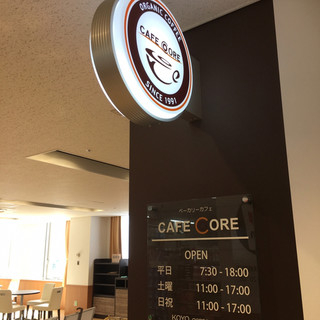 ORGANIC COFFEE
CAFE CORE
SINCE 1991
ベーカリーカフェ
CAFE-CORE
OPEN
平日 7:30-18:00
土曜 11:00-17:00
日祝 11:00-17:00